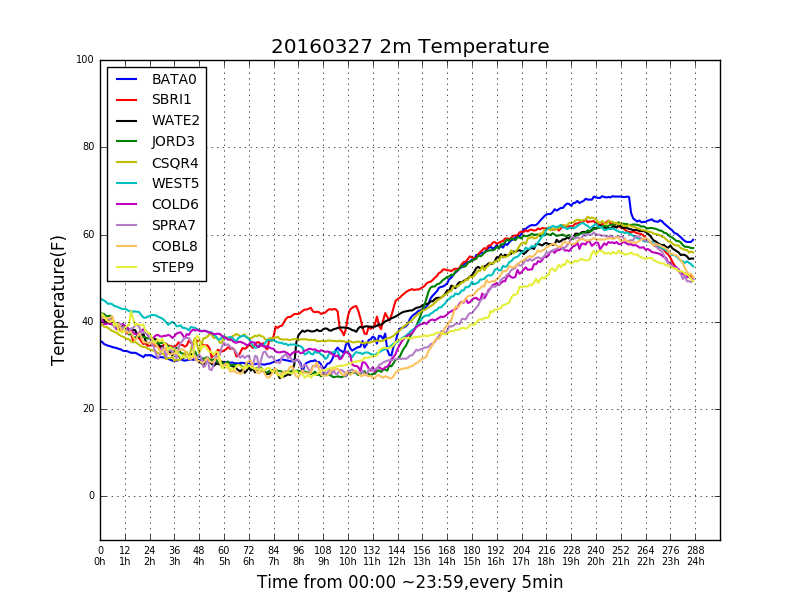 20160327 2m Temperature
100
80
60
40
20
0
Temperature(F)
BATA0
SBRI1
WATE2
JORD3
CSQR4
WEST5
COLD6
SPRA7
COBL8
STEP9
0 12 24 36 48 60 72 84 96 108 120 132 144 156 168 180 192 204 216 228 240 252 264 276 288
0h 1h 2h 3h 4h 5h 6h 7h 8h 9h 10h 11h 12h 13h 14h 15h 16h 17h 18h 19h 20h 21h 22h 23h 24h
Time from 00:00 ~23:59,every 5min